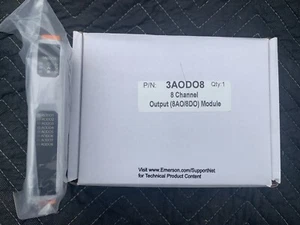 P/N: 3AODO8 Qty:1
8 Channel
Output (8AO/8DO) Module
Visit www.Emerson.com/SupportNet
for Technical Product Content